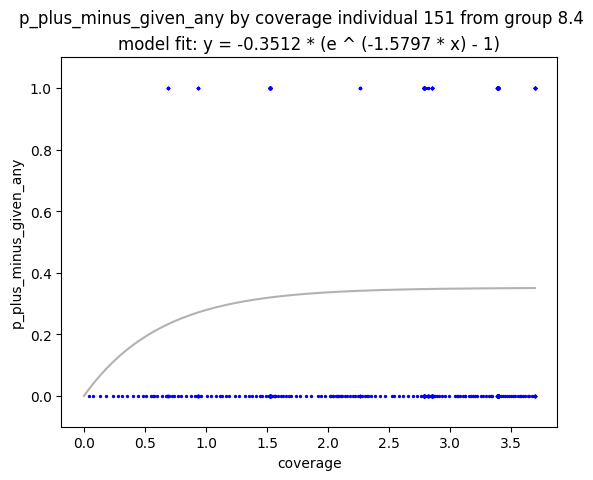 p_plus_minus_given_any by coverage individual 151 from group 8.4
model fit: y = -0.3512 * (e ^ (-1.5797 * x) - 1)
1.0
0.8
0.6
0.4
0.2
0.0
p_plus_minus_given_any
0.0 0.5 1.0 1.5 2.0 2.5 3.0 3.5
coverage